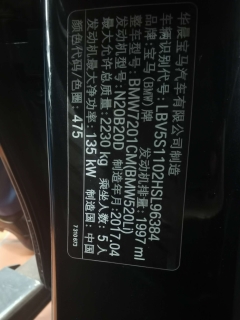 华晨宝马汽车有限公司制造
车辆识别代号: LBV5S1102HSL96384
品牌: 宝马(BMW)牌 发动机排量: 1997 ml
整车型号: BMW7201CM(BMW520Li)
发动机型号: N20B20D 制造年月: 2017.04
最大允许总质量: 2230 kg 乘坐人数: 5 人
发动机最大净功率: 135 kW 制造国: 中国
颜色代码/色圈: 475
7 310 872